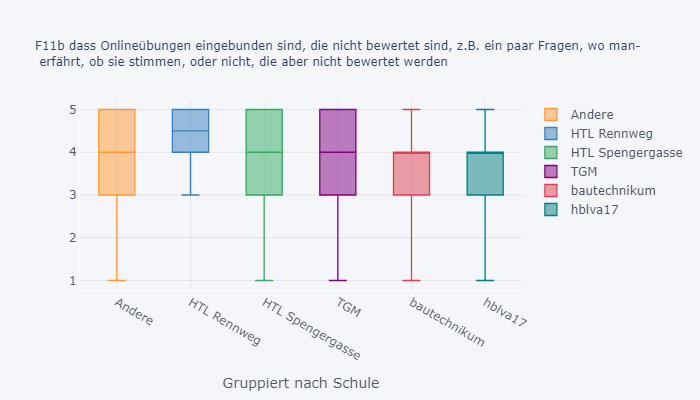 F11b dass Onlineübungen eingebunden sind, die nicht bewertet sind, z.B. ein paar Fragen, wo man-
erfährt, ob sie stimmen, oder nicht, die aber nicht bewertet werden
5
4
3
2
1
Andere
HTL Rennweg
HTL Spengergasse
TGM
bautechnikum
hblva17
Gruppiert nach Schule
Andere
HTL Rennweg
HTL Spengergasse
TGM
bautechnikum
hblva17